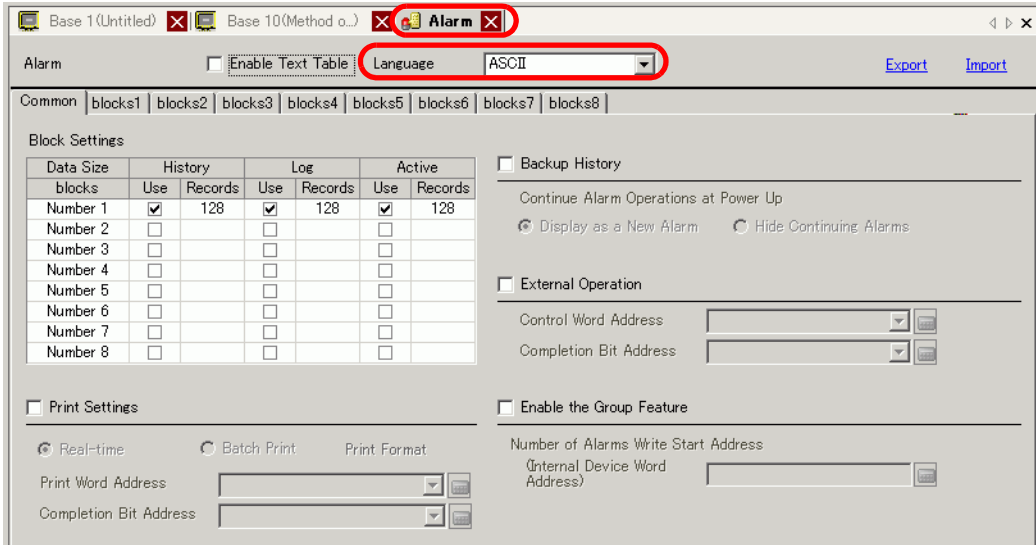 Base 1(Untitled) Base 10(Method o...) Alarm
Alarm Enable Text Table Language ASCII Export Import
Common blocks1 blocks2 blocks3 blocks4 blocks5 blocks6 blocks7 blocks8
Block Settings
Data Size History Log Active
blocks Use Records Use Records Use Records
Number 1 128 128 128
Number 2
Number 3
Number 4
Number 5
Number 6
Number 7
Number 8
Backup History
Continue Alarm Operations at Power Up
Display as a New Alarm Hide Continuing Alarms
External Operation
Control Word Address
Completion Bit Address
Print Settings
Real-time Batch Print Print Format
Print Word Address
Completion Bit Address
Enable the Group Feature
Number of Alarms Write Start Address
(Internal Device Word
Address)